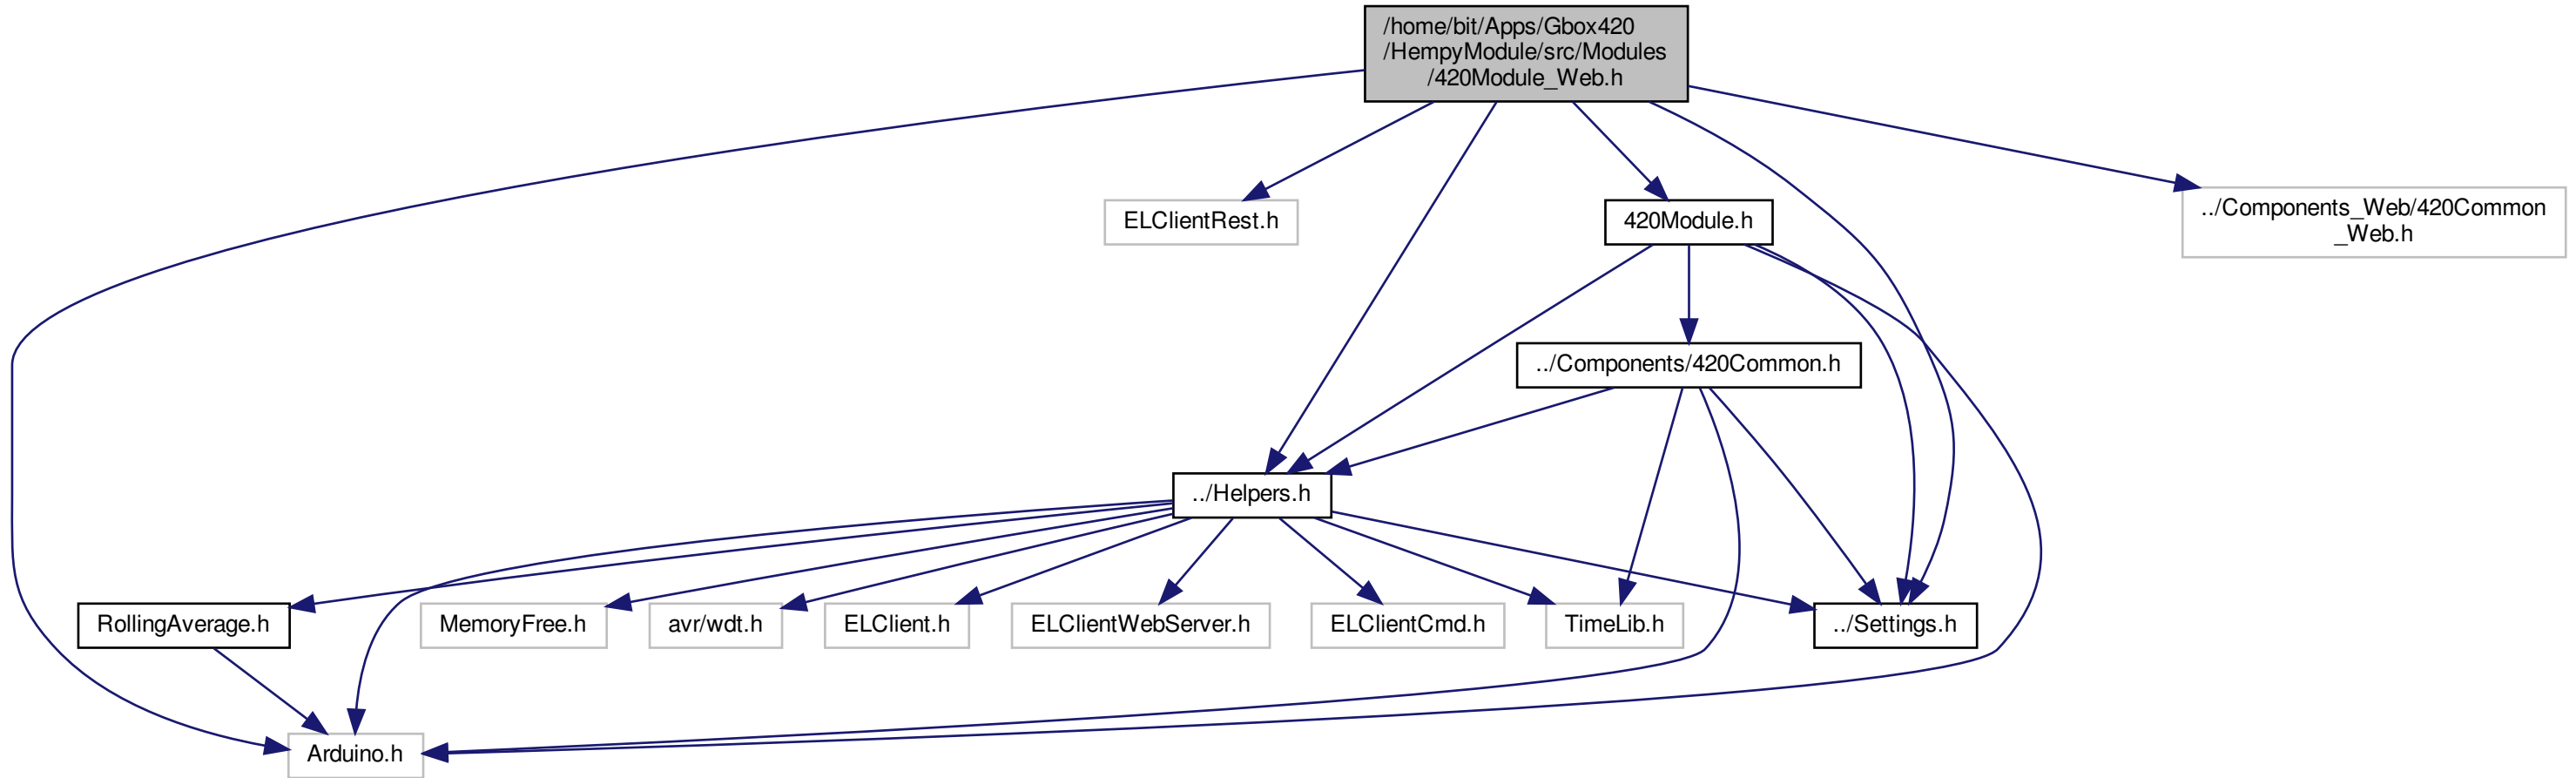 /home/bit/Apps/Gbox420
/HempyModule/src/Modules
/420Module_Web.h
ELClientRest.h
420Module.h
../Components_Web/420Common
_Web.h
../Components/420Common.h
../Helpers.h
RollingAverage.h
MemoryFree.h
avr/wdt.h
ELClient.h
ELClientWebServer.h
ELClientCmd.h
TimeLib.h
../Settings.h
Arduino.h